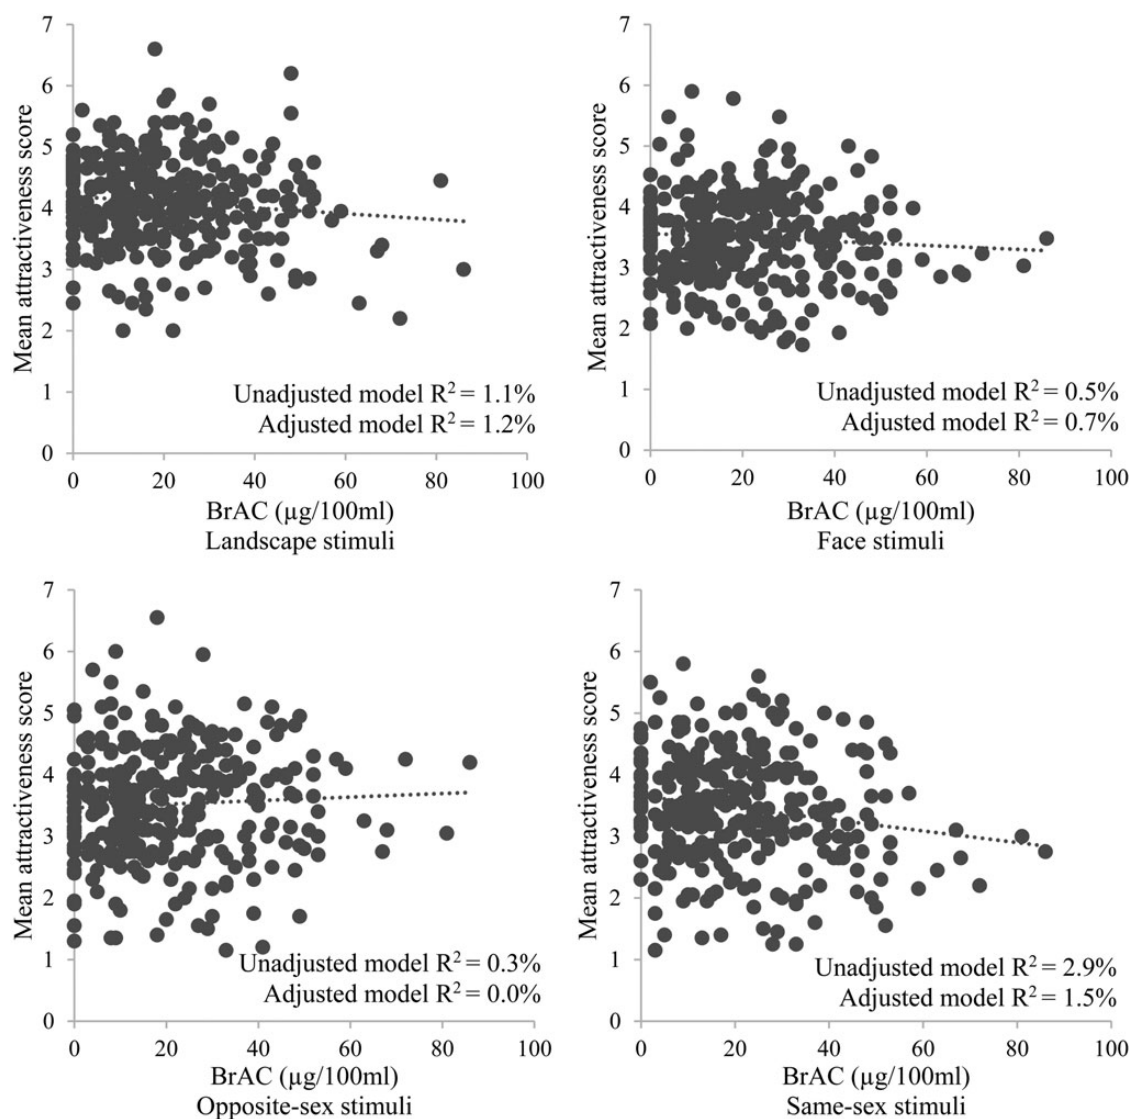 Mean attractiveness score
7
6
5
4
3
2
1
0
Unadjusted model R² = 1.1%
Adjusted model R² = 1.2%
0 20 40 60 80 100
BrAC (µg/100ml)
Landscape stimuli
Mean attractiveness score
7
6
5
4
3
2
1
0
Unadjusted model R² = 0.5%
Adjusted model R² = 0.7%
0 20 40 60 80 100
BrAC (µg/100ml)
Face stimuli
Mean attractiveness score
7
6
5
4
3
2
1
0
Unadjusted model R² = 0.3%
Adjusted model R² = 0.0%
0 20 40 60 80 100
BrAC (µg/100ml)
Opposite-sex stimuli
Mean attractiveness score
7
6
5
4
3
2
1
0
Unadjusted model R² = 2.9%
Adjusted model R² = 1.5%
0 20 40 60 80 100
BrAC (µg/100ml)
Same-sex stimuli